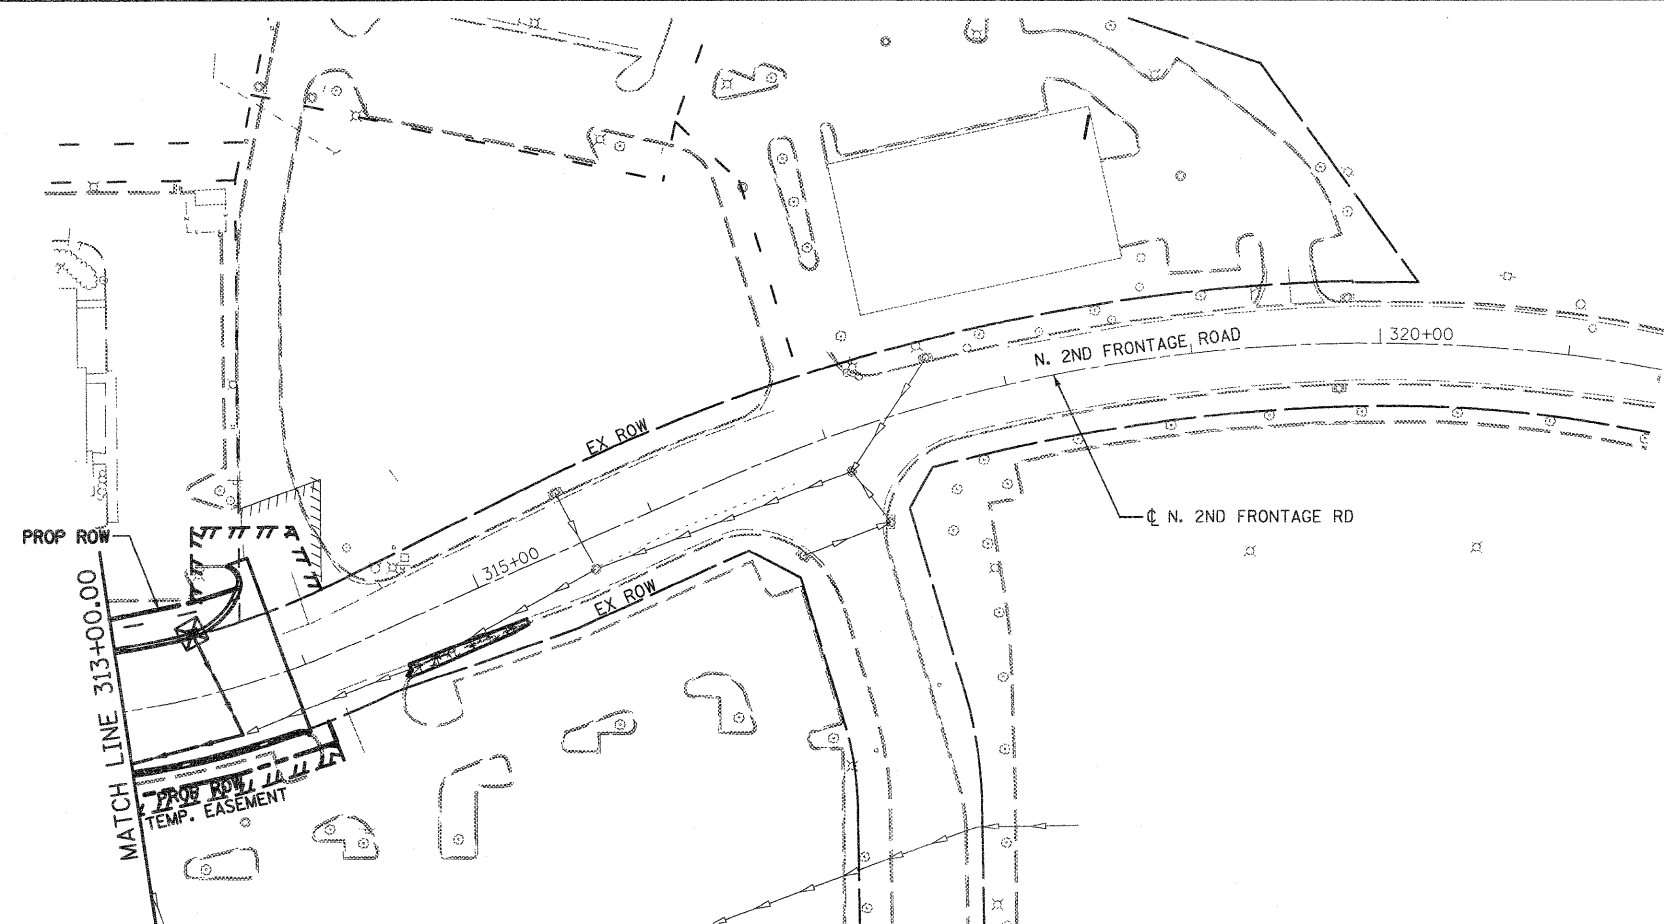 N. 2ND FRONTAGE ROAD
320+00
EX ROW
℄ N. 2ND FRONTAGE RD
PROP ROW
315+00
EX ROW
MATCH LINE 313+00.00
PROP ROW
TEMP. EASEMENT